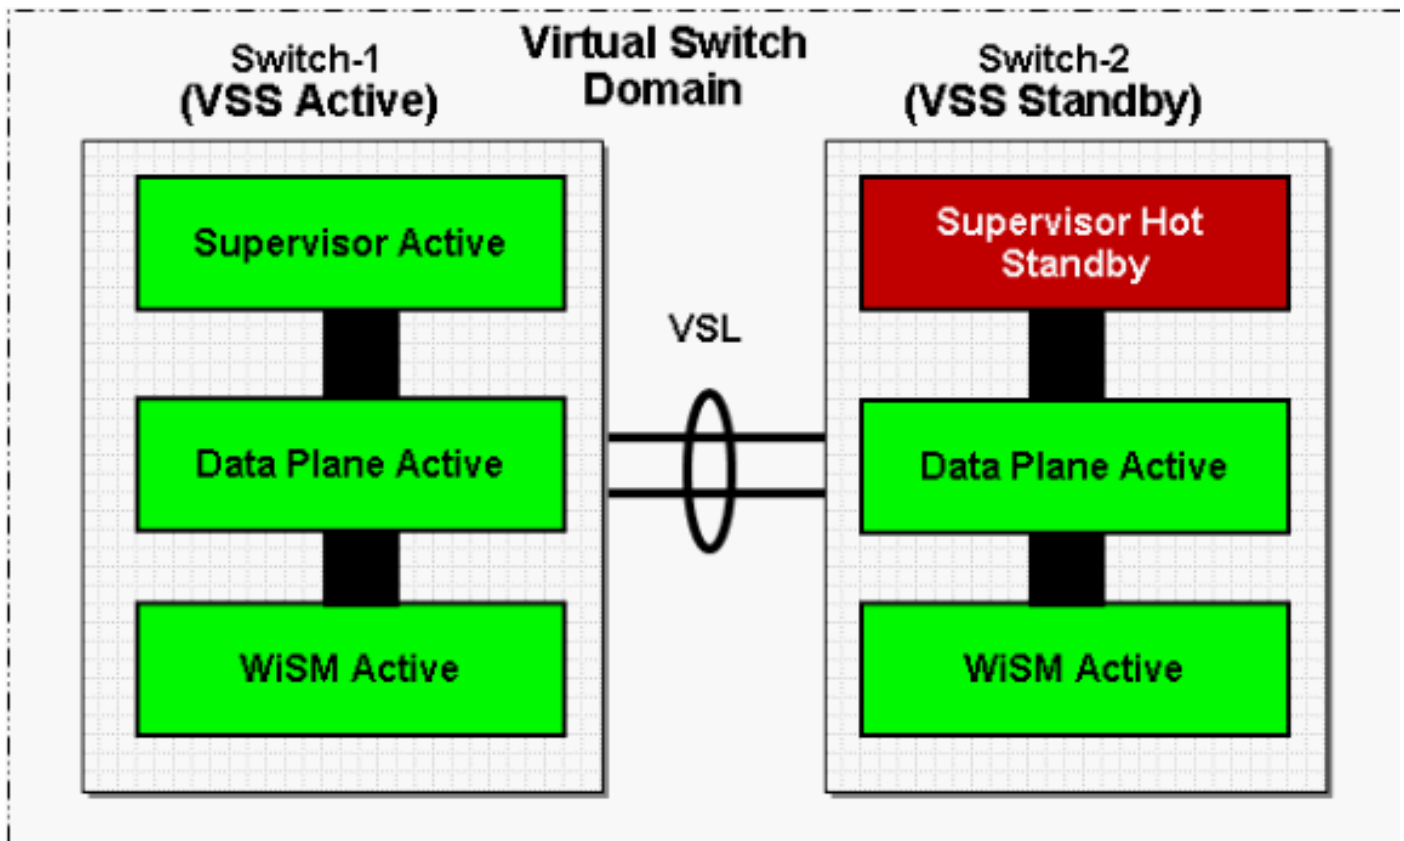 Switch-1
(VSS Active)
Virtual Switch
Domain
Switch-2
(VSS Standby)
Supervisor Active
Supervisor Hot
Standby
VSL
Data Plane Active
Data Plane Active
WiSM Active
WiSM Active